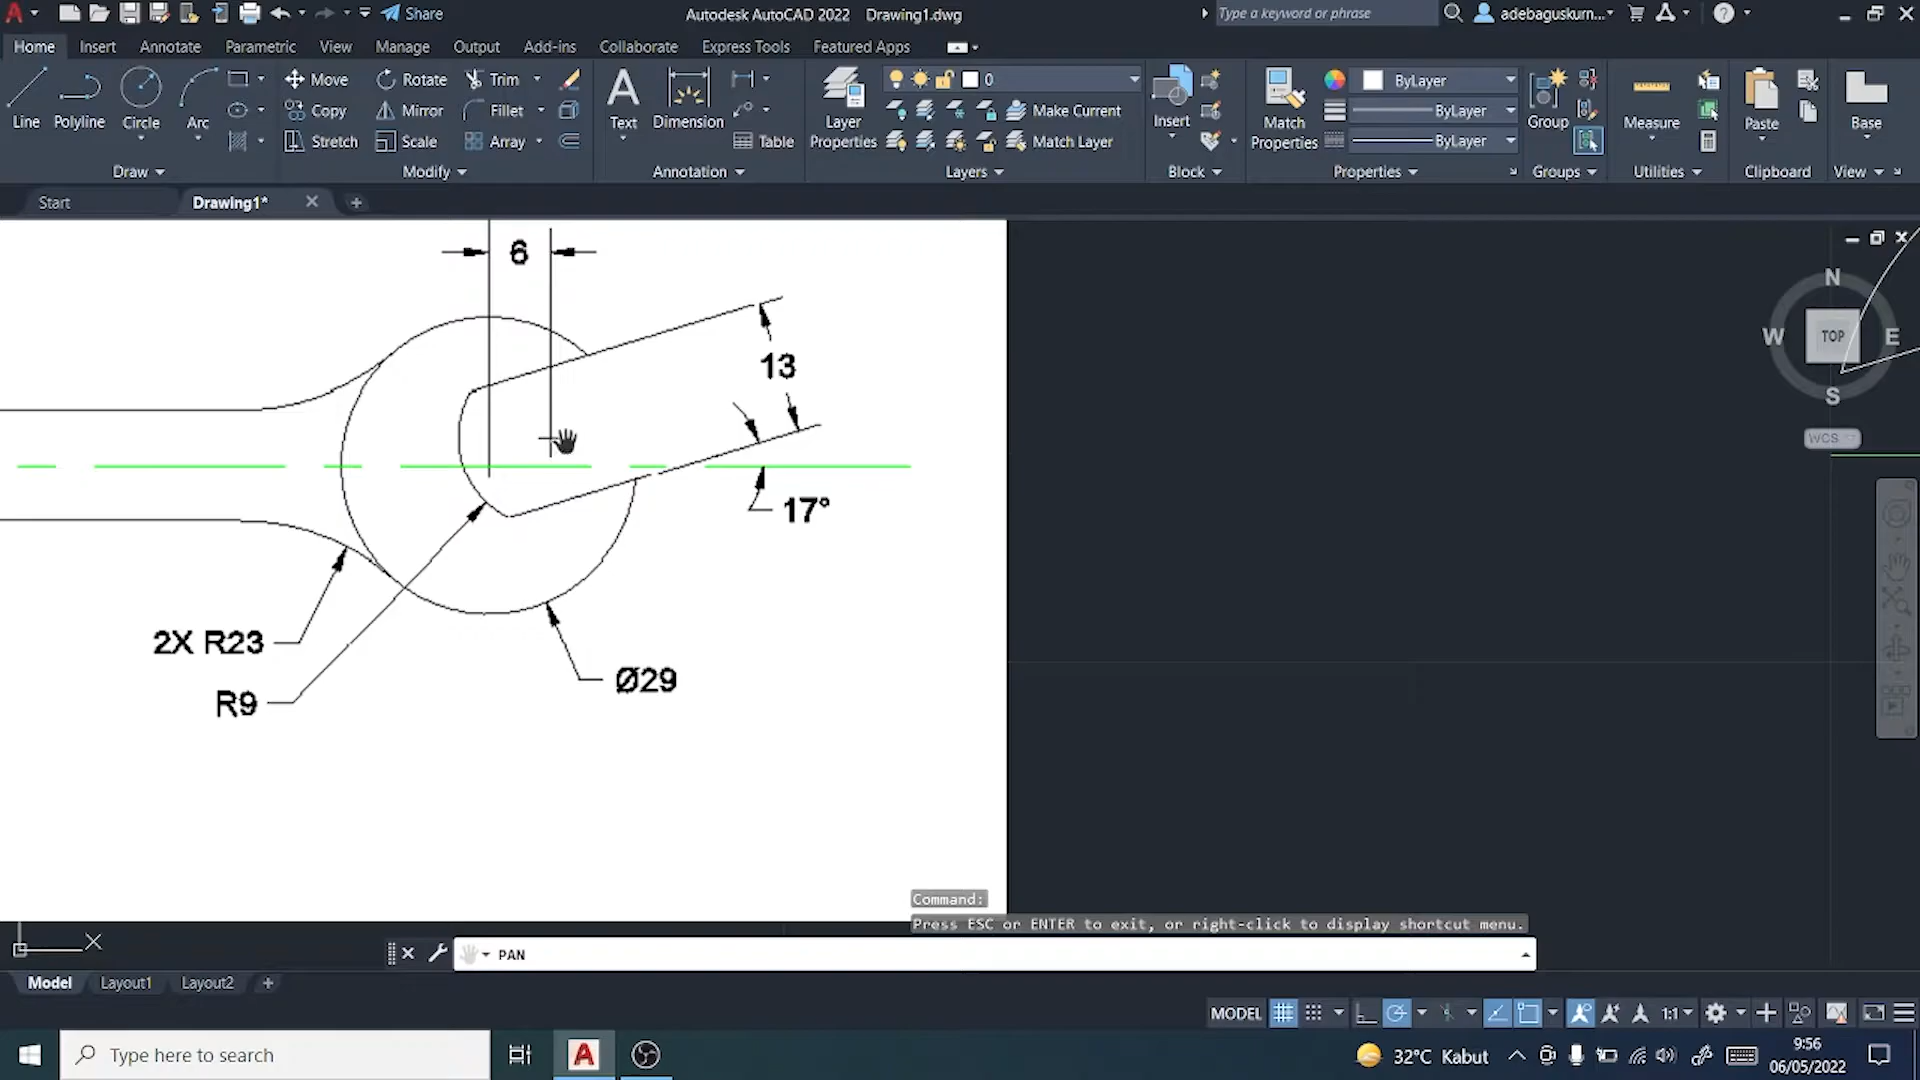 Share
Autodesk AutoCAD 2022 Drawing1.dwg
Type a keyword or phrase
adebaguskurn...
Home Insert Annotate Parametric View Manage Output Add-ins Collaborate Express Tools Featured Apps
Line Polyline Circle Arc
Move Rotate Trim
Copy Mirror Fillet
Stretch Scale Array
Text Dimension Table
Layer Properties
0
Make Current
Match Layer
Insert
Match Properties
ByLayer
ByLayer
ByLayer
Group Measure Paste Base
Draw Modify Annotation Layers Block Properties Groups Utilities Clipboard View
Start Drawing1*
6
13
17°
2X R23
R9
Ø29
N
W TOP E
S
WCS
Command:
Press ESC or ENTER to exit, or right-click to display shortcut menu.
PAN
X
Model Layout1 Layout2
MODEL 1:1
Type here to search
32°C Kabut
9:56
06/05/2022